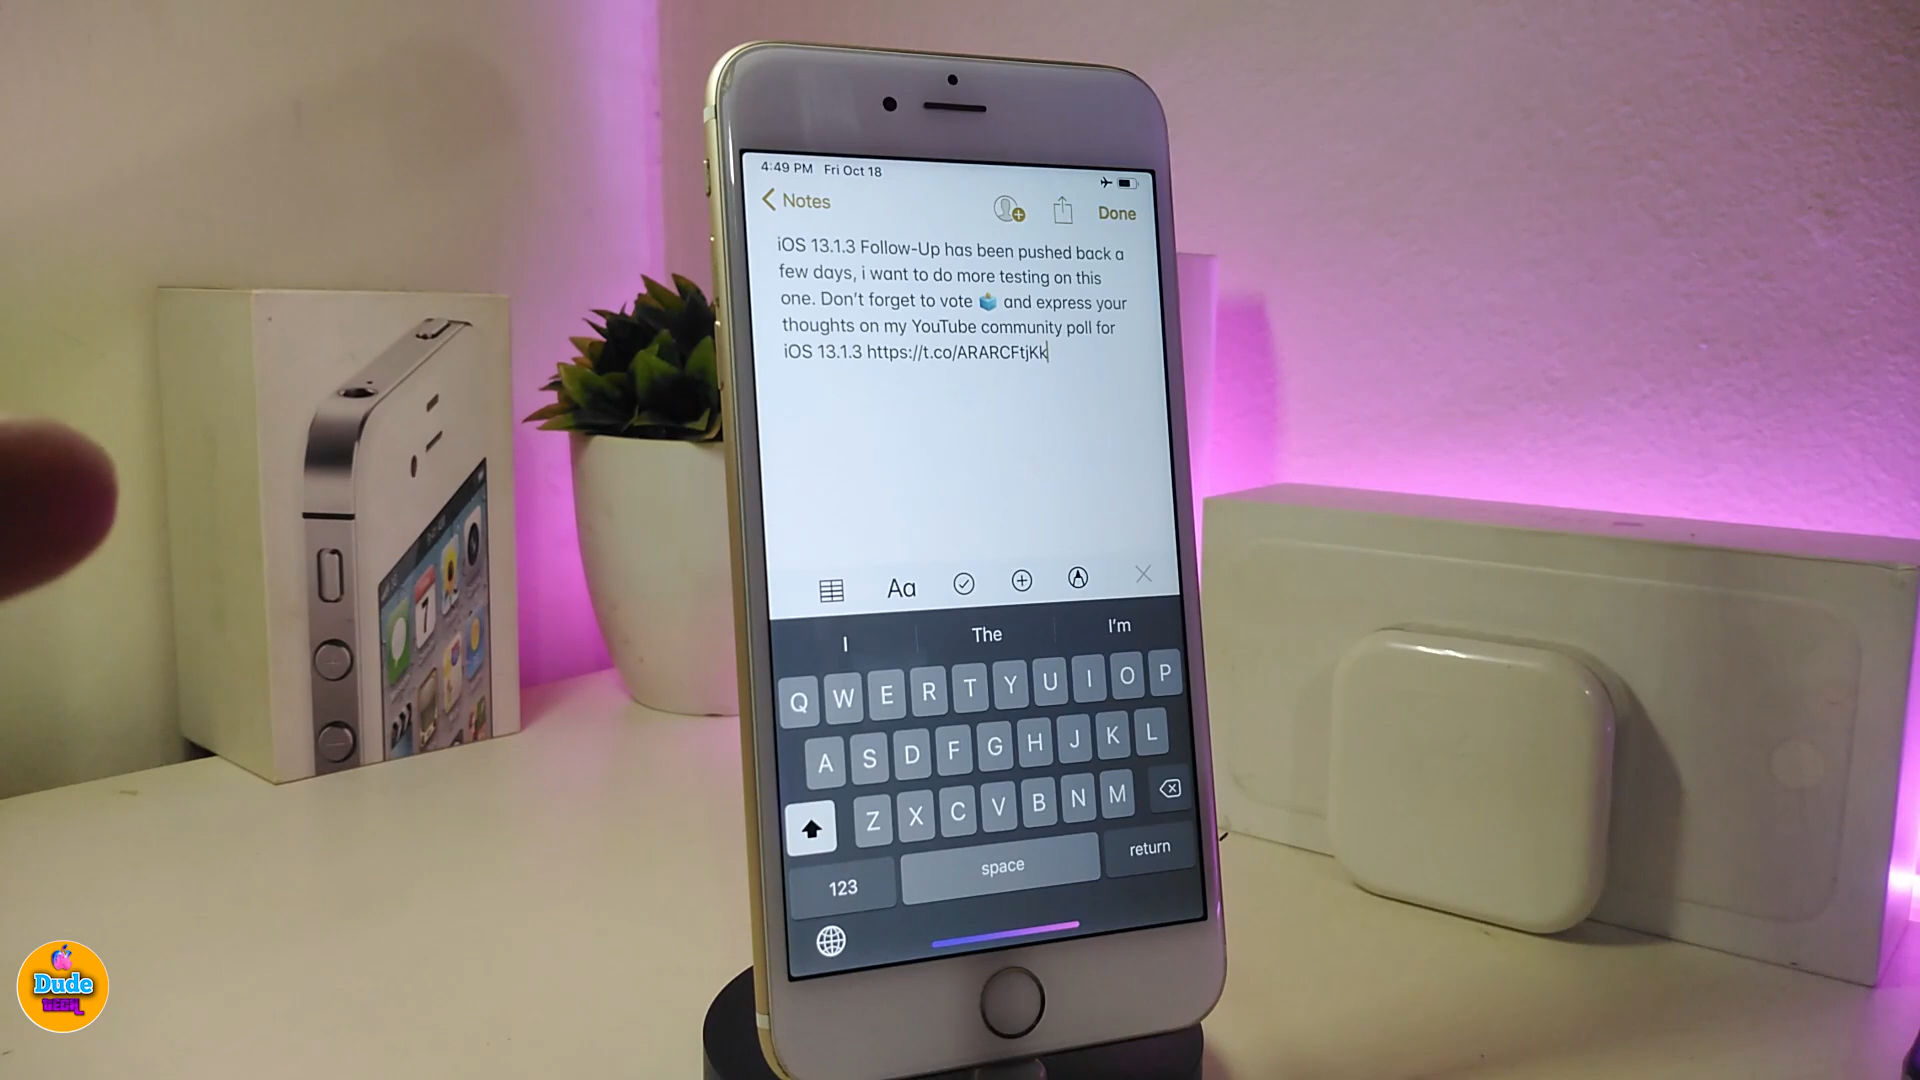 4:49 PM Fri Oct 18
Notes
Done
iOS 13.1.3 Follow-Up has been pushed back a
few days, i want to do more testing on this
one. Don't forget to vote 🗳️ and express your
thoughts on my YouTube community poll for
iOS 13.1.3 https://t.co/ARARCFtjKk
Aa
I The I'm
Q W E R T Y U I O P
A S D F G H J K L
Z X C V B N M
123 space return
7
Dude
TECH